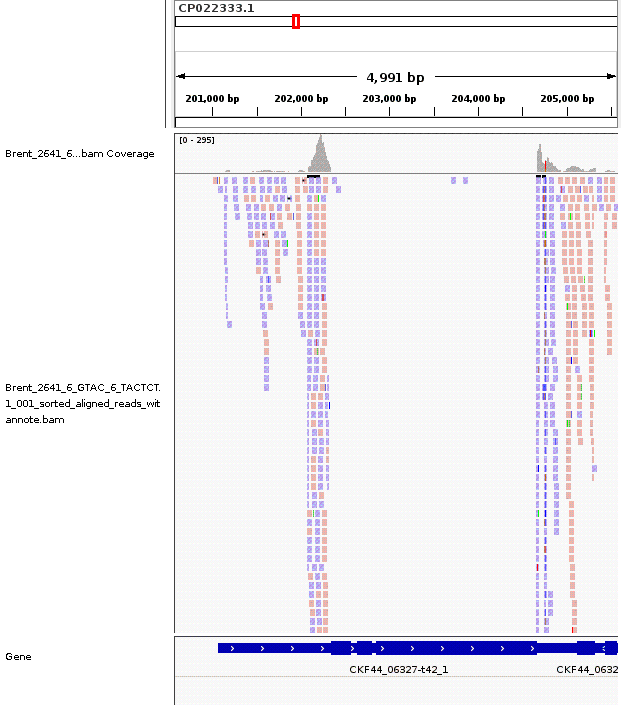 CP022333.1
4,991 bp
201,000 bp 202,000 bp 203,000 bp 204,000 bp 205,000 bp
[0 - 295]
Brent_2641_6...bam Coverage
Brent_2641_6_GTAC_6_TACTCT.
1_001_sorted_aligned_reads_wit
annote.bam
Gene
CKF44_06327-t42_1 CKF44_0632